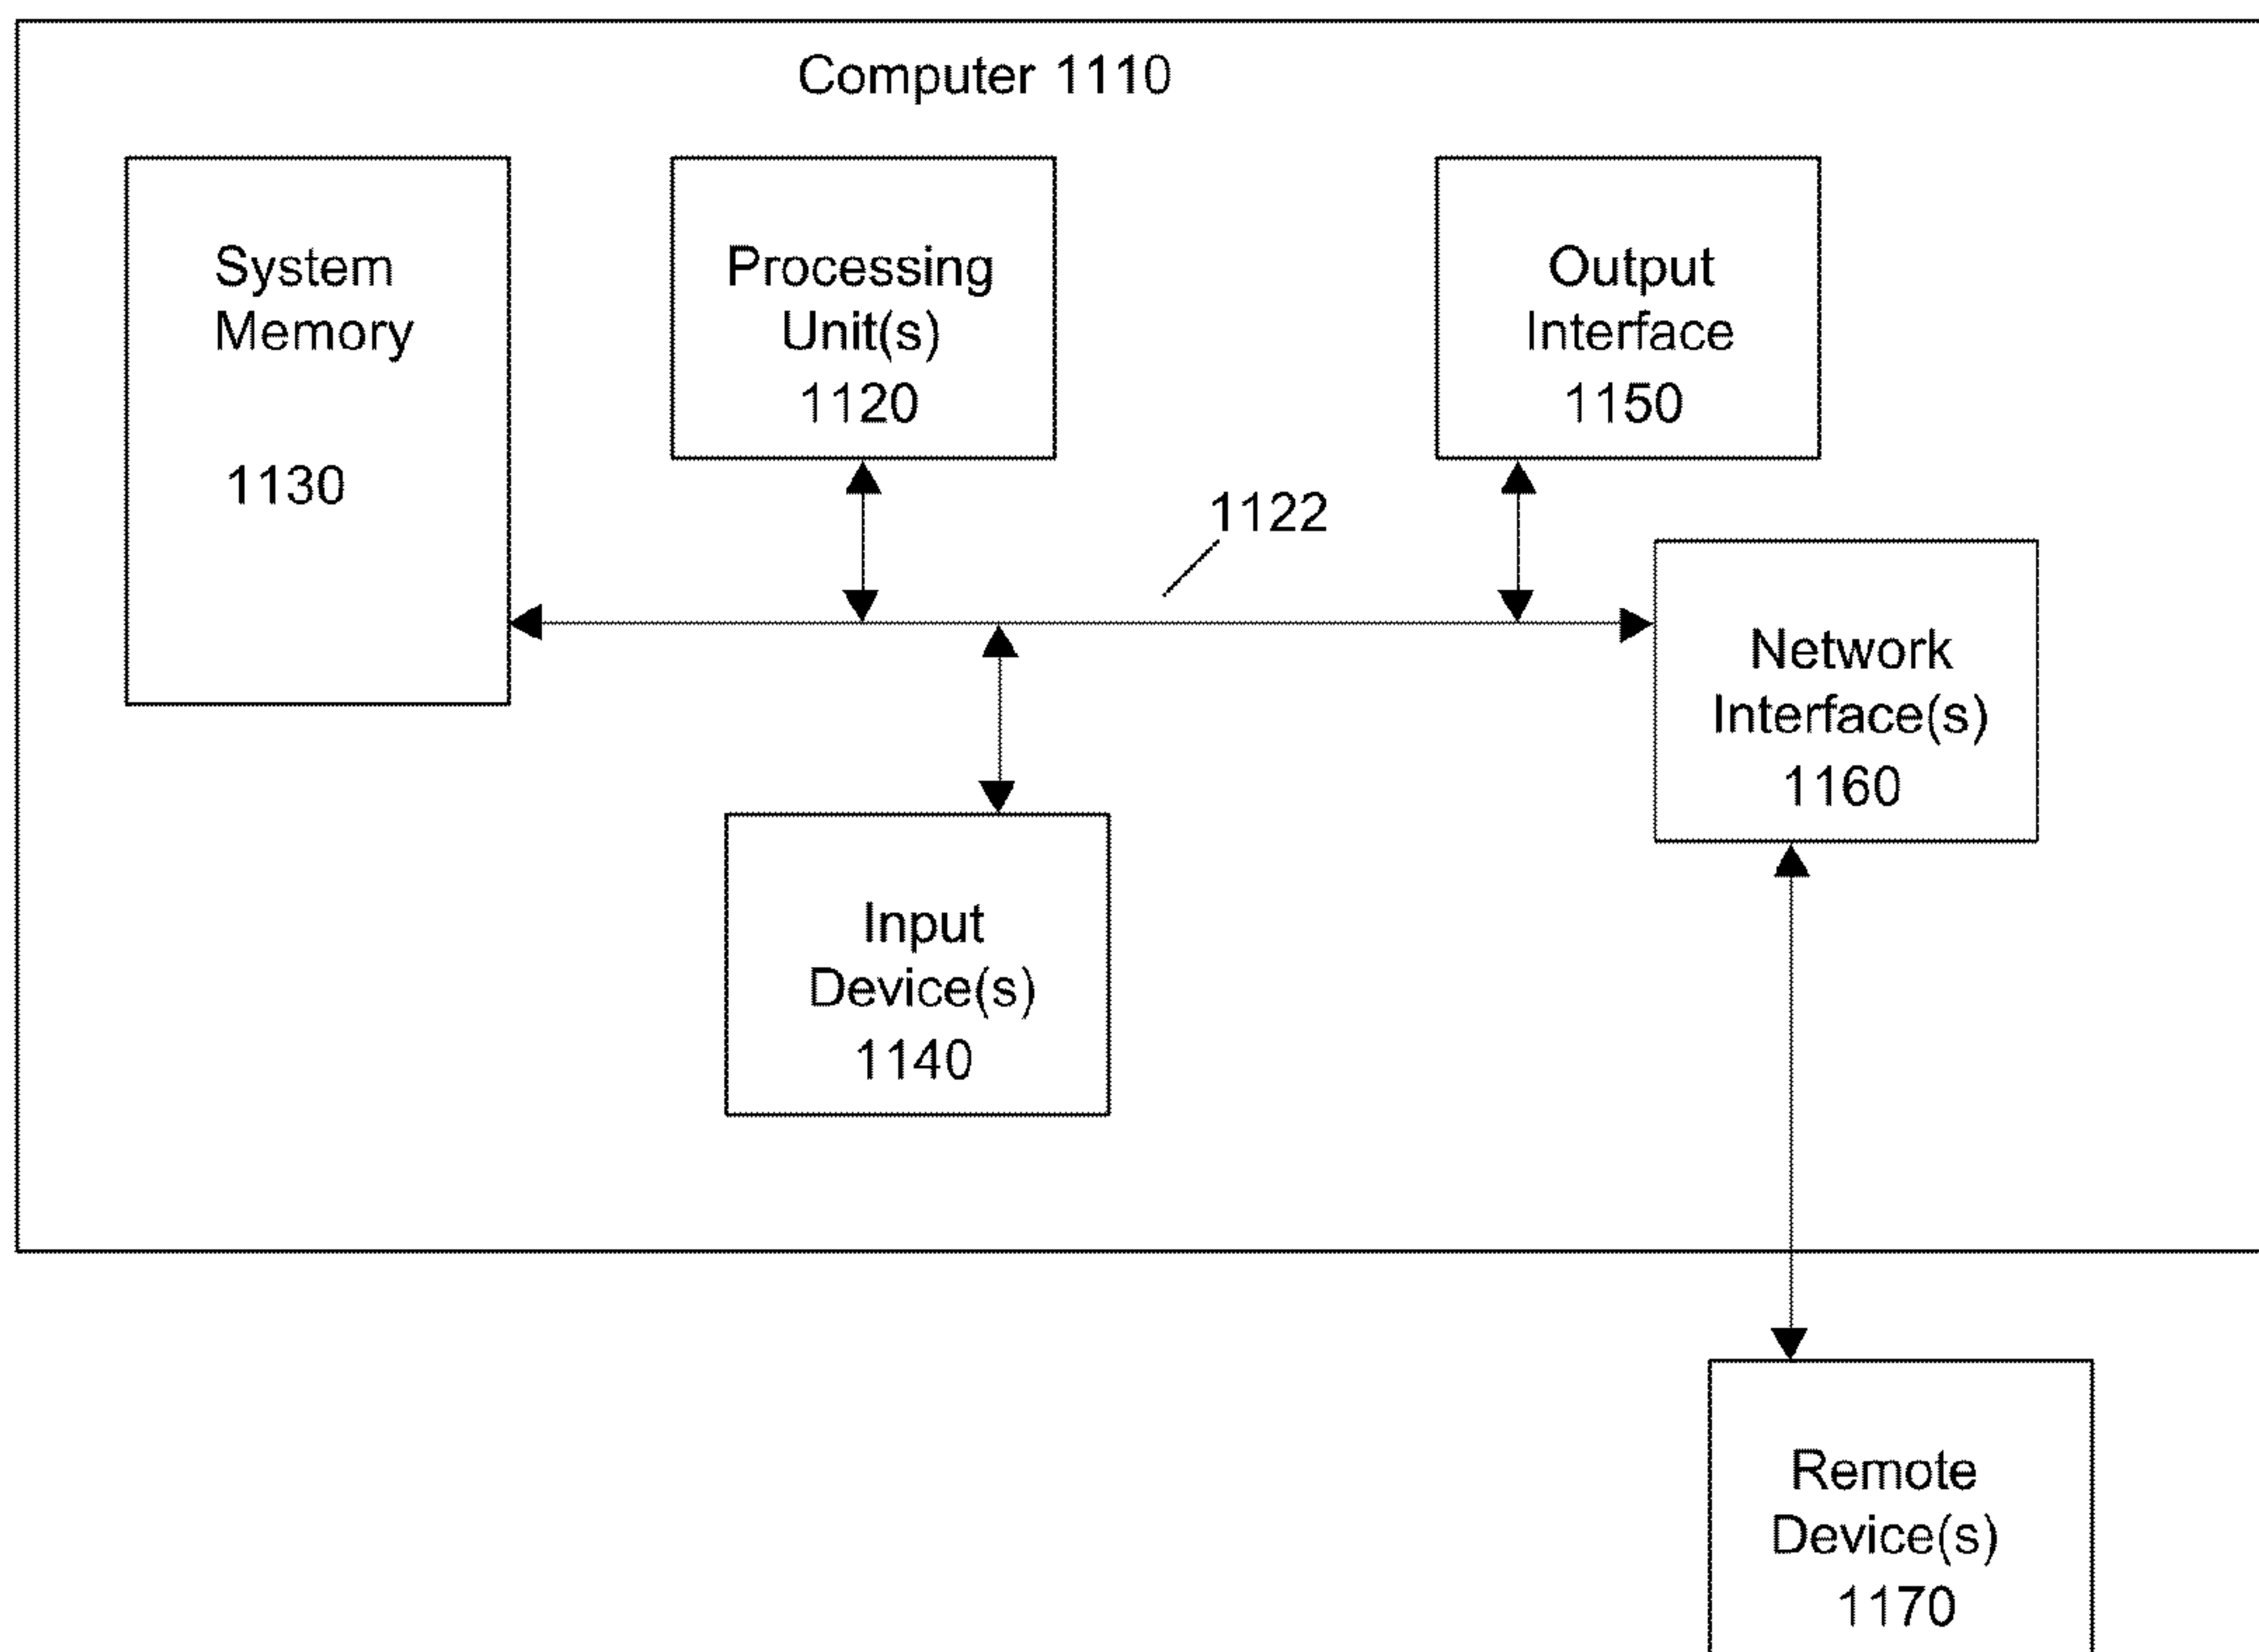 Computer 1110
System
Memory
1130
Processing
Unit(s)
1120
Output
Interface
1150
1122
Network
Interface(s)
1160
Input
Device(s)
1140
Remote
Device(s)
1170